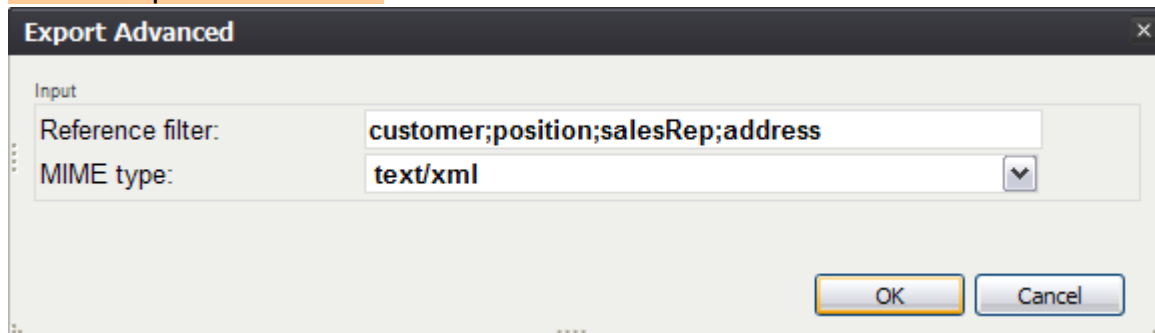 Export Advanced
Input
Reference filter: customer;position;salesRep;address
MIME type: text/xml
OK Cancel